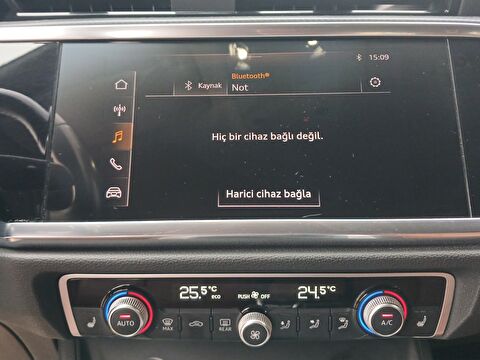 15:09
Bluetooth®
Kaynak
Not
Hiç bir cihaz bağlı değil.
Harici cihaz bağla
25.5°C eco PUSH OFF 24.5°C
AUTO MAX REAR A/C